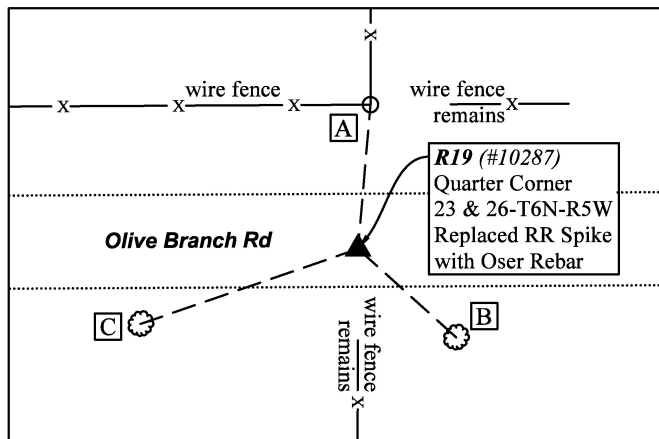 X
wire fence
wire fence
X X X
X
remains
A
R19 (#10287)
Quarter Corner
23 & 26-T6N-R5W
Replaced RR Spike
with Oser Rebar
Olive Branch Rd
C
B
wire fence
remains
X